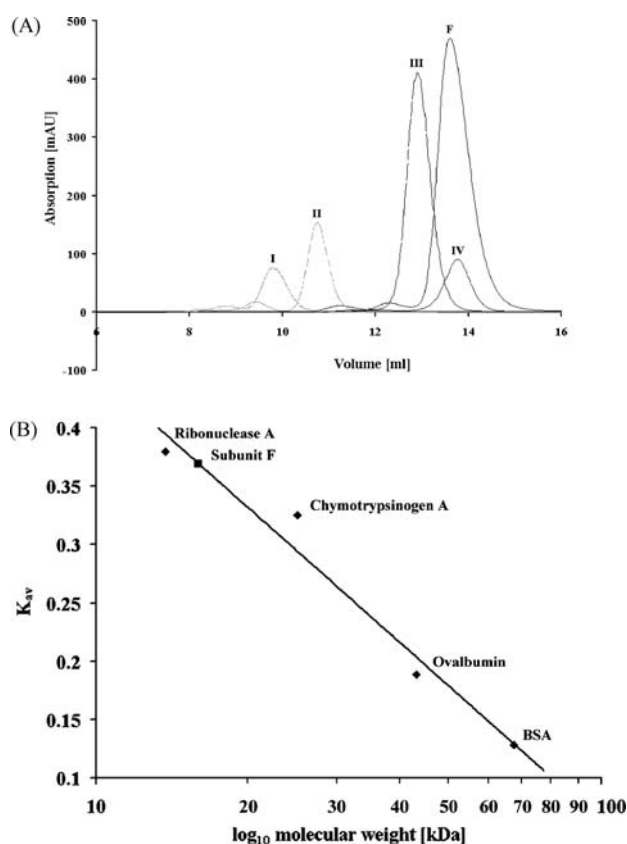 (A)
500
400
300
200
100
0
-100
I
II
III
F
IV
6
8
10
12
14
16
Absorption [mAU]
Volume [ml]
(B)
0.4
0.35
0.3
0.25
0.2
0.15
0.1
Kav
Ribonuclease A
Subunit F
Chymotrypsinogen A
Ovalbumin
BSA
10
20
30
40
50
60
70
80
90
100
log10 molecular weight [kDa]